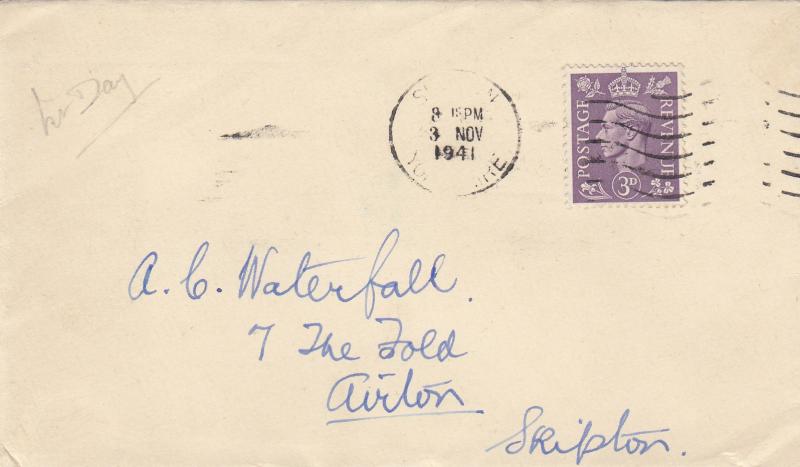 1st Day
8 15 PM
3 NOV
1941
POSTAGE
REVENUE
3D
A. C. Waterfall.
7 The Fold
Airton
Skipton.